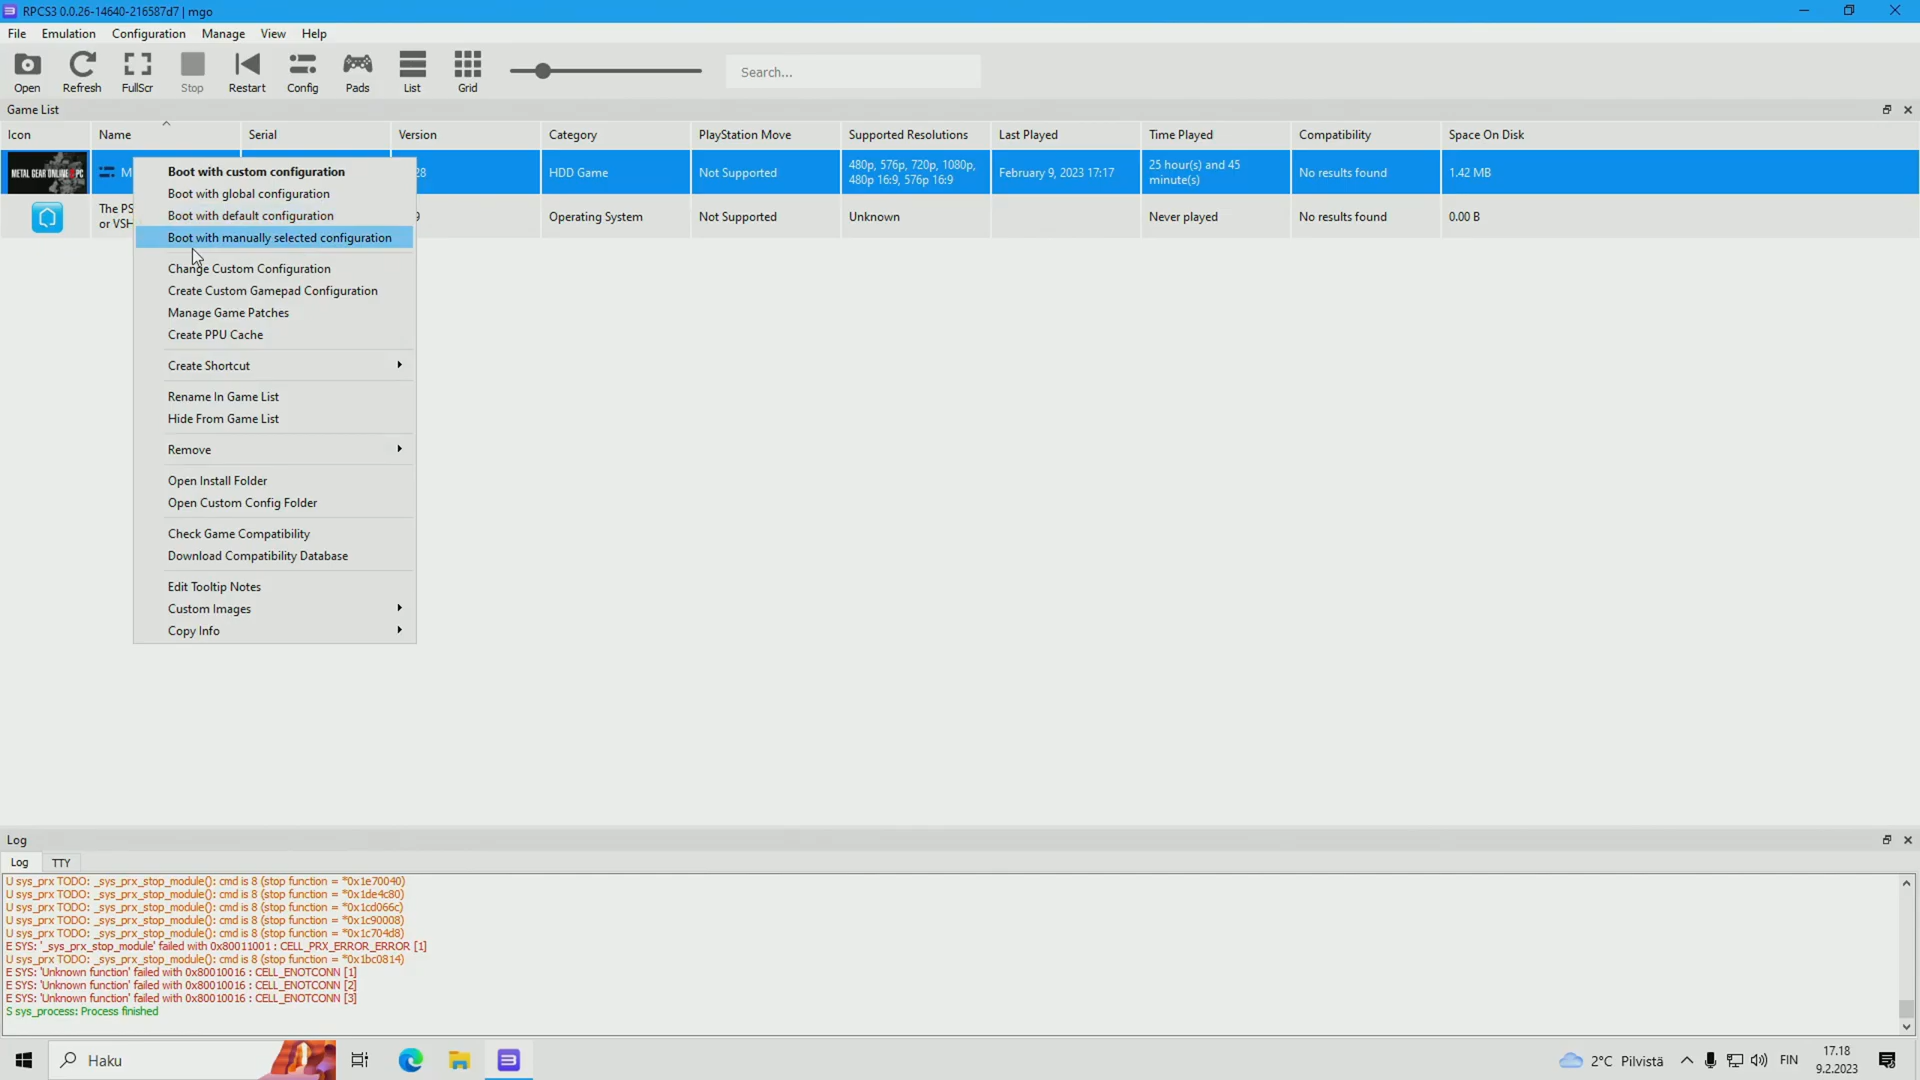 RPCS3 0.0.26-14640-216587d7 | mgo
File Emulation Configuration Manage View Help
Open Refresh FullScr Stop Restart Config Pads List Grid Search...
Game List
Icon Name Serial Version Category PlayStation Move Supported Resolutions Last Played Time Played Compatibility Space On Disk
METAL GEAR ONLINE PC M 28 HDD Game Not Supported 480p, 576p, 720p, 1080p, February 9, 2023 17:17 25 hour(s) and 45 No results found 1.42 MB
480p 16:9, 576p 16:9 minute(s)
The PS Operating System Not Supported Unknown Never played No results found 0.00 B
or VSH
Boot with custom configuration
Boot with global configuration
Boot with default configuration
Boot with manually selected configuration
Change Custom Configuration
Create Custom Gamepad Configuration
Manage Game Patches
Create PPU Cache
Create Shortcut
Rename In Game List
Hide From Game List
Remove
Open Install Folder
Open Custom Config Folder
Check Game Compatibility
Download Compatibility Database
Edit Tooltip Notes
Custom Images
Copy Info
Log
Log TTY
U sys_prx TODO: _sys_prx_stop_module(): cmd is 8 (stop function = *0x1e70040)
U sys_prx TODO: _sys_prx_stop_module(): cmd is 8 (stop function = *0x1de4c80)
U sys_prx TODO: _sys_prx_stop_module(): cmd is 8 (stop function = *0x1cd066c)
U sys_prx TODO: _sys_prx_stop_module(): cmd is 8 (stop function = *0x1c90008)
U sys_prx TODO: _sys_prx_stop_module(): cmd is 8 (stop function = *0x1c704d8)
E SYS: '_sys_prx_stop_module' failed with 0x80011001 : CELL_PRX_ERROR_ERROR [1]
U sys_prx TODO: _sys_prx_stop_module(): cmd is 8 (stop function = *0x1bc0814)
E SYS: 'Unknown function' failed with 0x80010016 : CELL_ENOTCONN [1]
E SYS: 'Unknown function' failed with 0x80010016 : CELL_ENOTCONN [2]
E SYS: 'Unknown function' failed with 0x80010016 : CELL_ENOTCONN [3]
S sys_process: Process finished
Haku 2°C Pilvistä FIN 17.18
9.2.2023